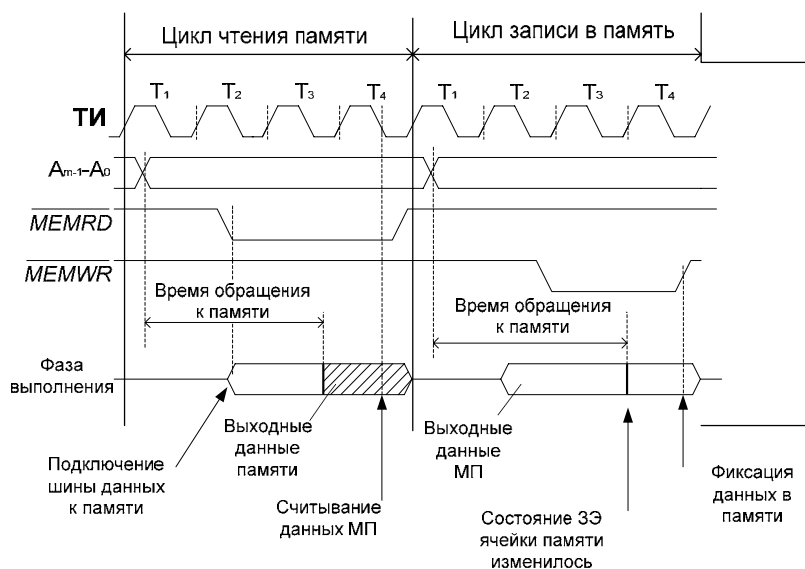 Цикл чтения памяти
Цикл записи в память
T1 T2 T3 T4 T1 T2 T3 T4
ТИ
Am-1–A0
MEMRD
MEMWR
Время обращения
к памяти
Время обращения
к памяти
Фаза
выполнения
Выходные
данные
памяти
Выходные
данные
МП
Подключение
шины данных
к памяти
Считывание
данных МП
Состояние ЗЭ
ячейки памяти
изменилось
Фиксация
данных в
памяти